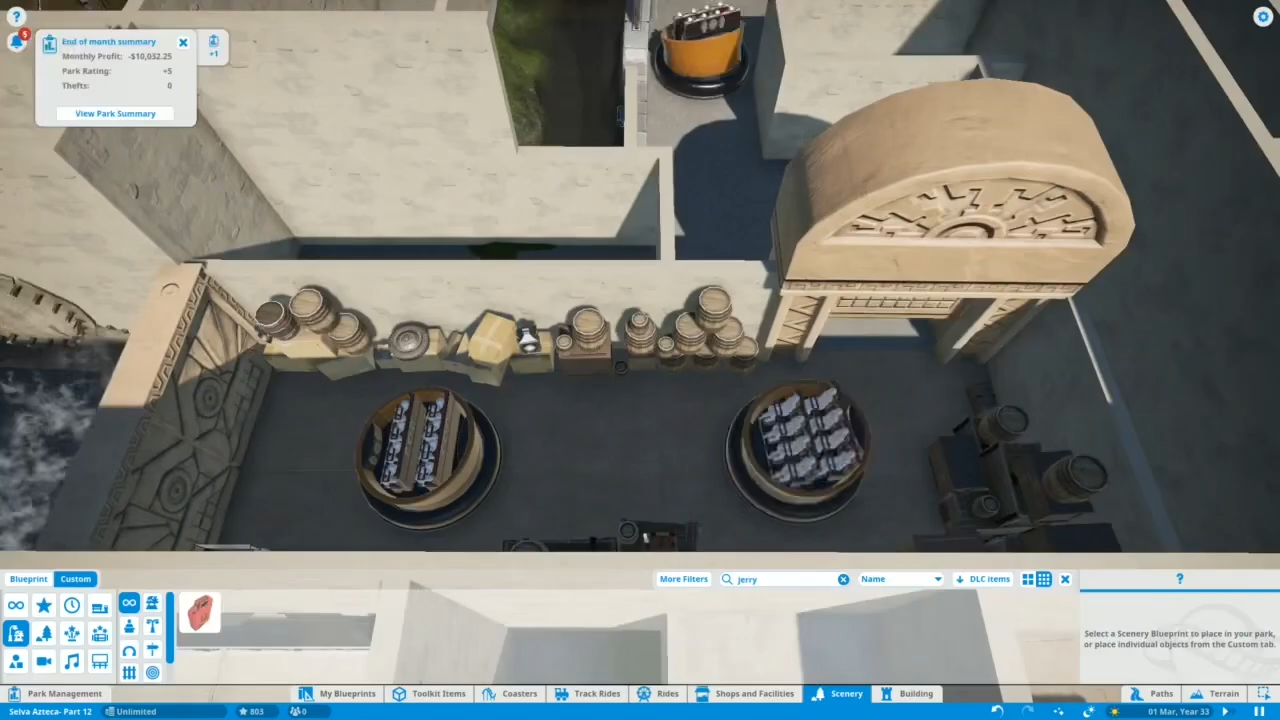 ?
5
End of month summary
Monthly Profit: -$10,032.25
Park Rating: +5
Thefts: 0
View Park Summary
+1
Blueprint Custom
More Filters jerry Name DLC items
?
Select a Scenery Blueprint to place in your park,
or place individual objects from the Custom tab.
Park Management My Blueprints Toolkit Items Coasters Track Rides Rides Shops and Facilities Scenery Building Paths Terrain
Selva Azteca- Part 12 Unlimited 803 0 01 Mar, Year 33